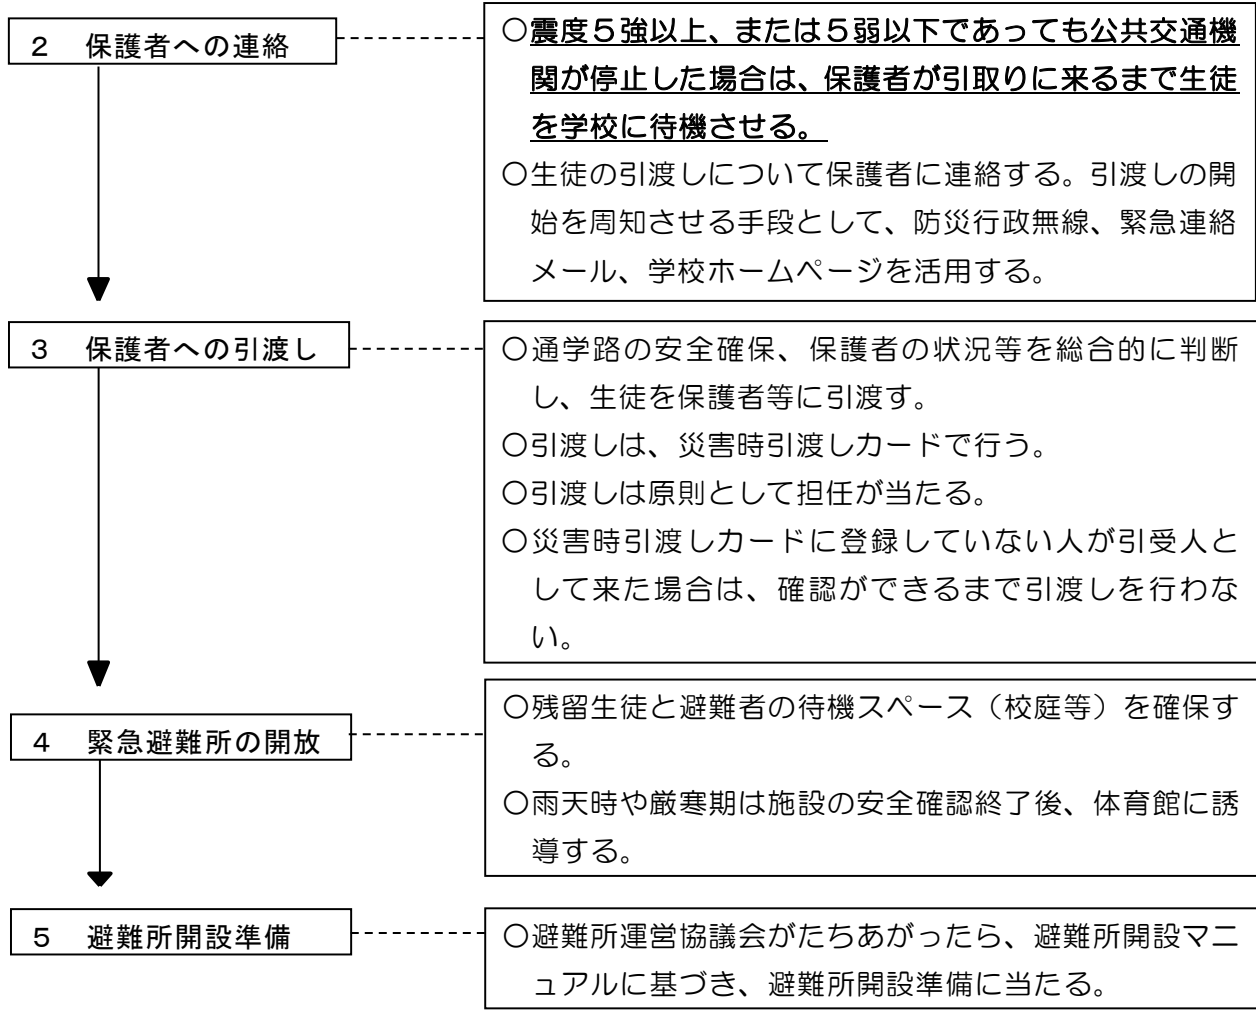 ２　保護者への連絡
〇震度５強以上、または５弱以下であっても公共交通機
関が停止した場合は、保護者が引取りに来るまで生徒
を学校に待機させる。
〇生徒の引渡しについて保護者に連絡する。引渡しの開
始を周知させる手段として、防災行政無線、緊急連絡
メール、学校ホームページを活用する。
３　保護者への引渡し
〇通学路の安全確保、保護者の状況等を総合的に判断
し、生徒を保護者等に引渡す。
〇引渡しは、災害時引渡しカードで行う。
〇引渡しは原則として担任が当たる。
〇災害時引渡しカードに登録していない人が引受人と
して来た場合は、確認ができるまで引渡しを行わな
い。
４　緊急避難所の開放
〇残留生徒と避難者の待機スペース（校庭等）を確保す
る。
〇雨天時や厳寒期は施設の安全確認終了後、体育館に誘
導する。
５　避難所開設準備
〇避難所運営協議会がたちあがったら、避難所開設マニ
ュアルに基づき、避難所開設準備に当たる。